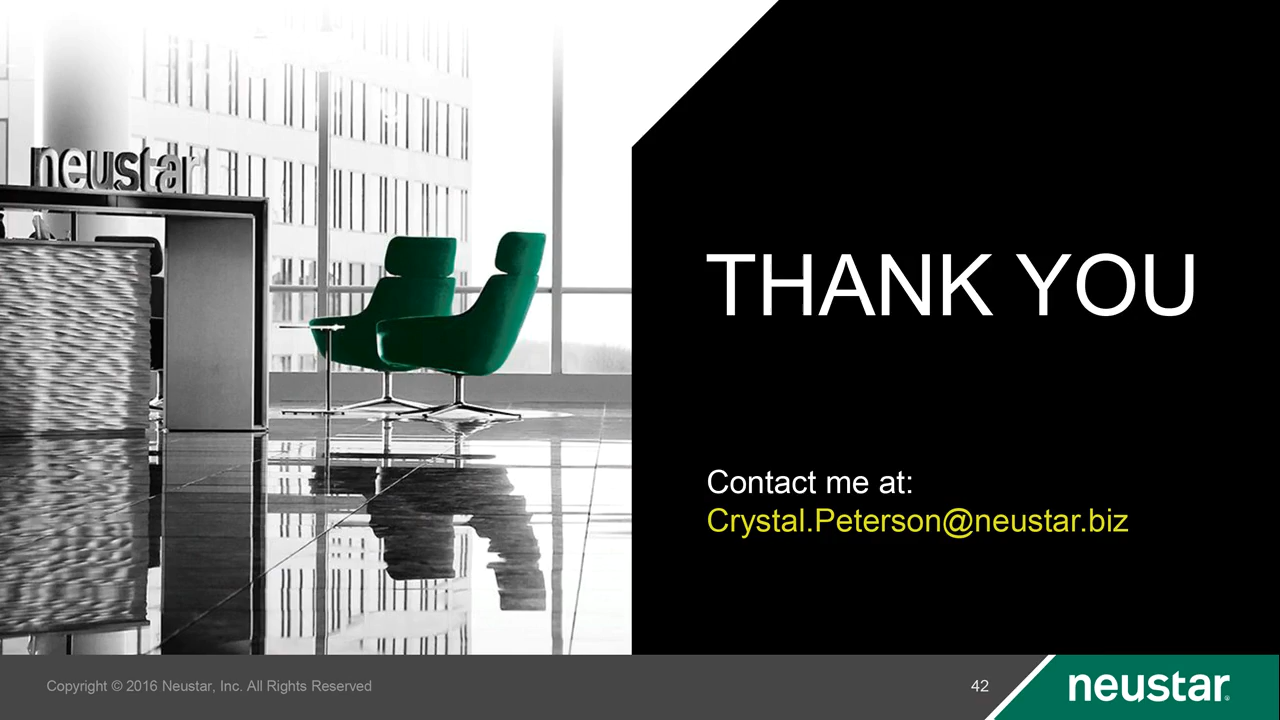 neustar
THANK YOU
Contact me at:
Crystal.Peterson@neustar.biz
Copyright © 2016 Neustar, Inc. All Rights Reserved
42
neustar®